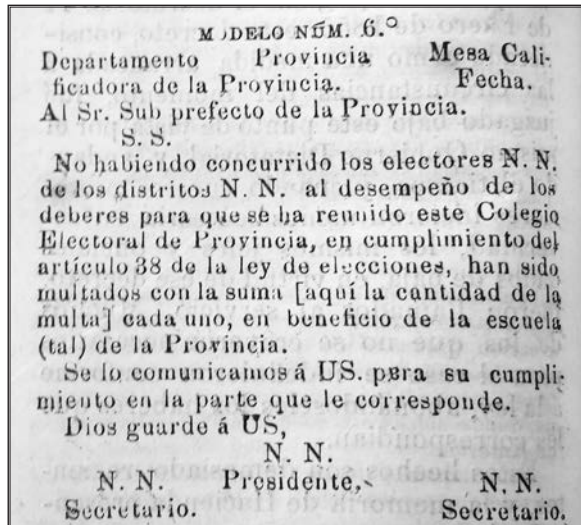 MODELO NÚM. 6.º
Departamento Provincia Mesa Cali-
ficadora de la Provincia. Fecha.
Al Sr. Sub prefecto de la Provincia.
S. S.
No habiendo concurrido los electores N. N.
de los distritos N. N. al desempeño de los
deberes para que se ha reunido este Colegio
Electoral de Provincia, en cumplimiento del
artículo 38 de la ley de elecciones, han sido
multados con la suma [aquí la cantidad de la
multa] cada uno, en beneficio de la escuela
(tal) de la Provincia.
Se lo comunicamos á US. para su cumpli-
miento en la parte que le corresponde.
Dios guarde á US,
N. N.
N. N. Presidente. N N.
Secretario. Secretario.